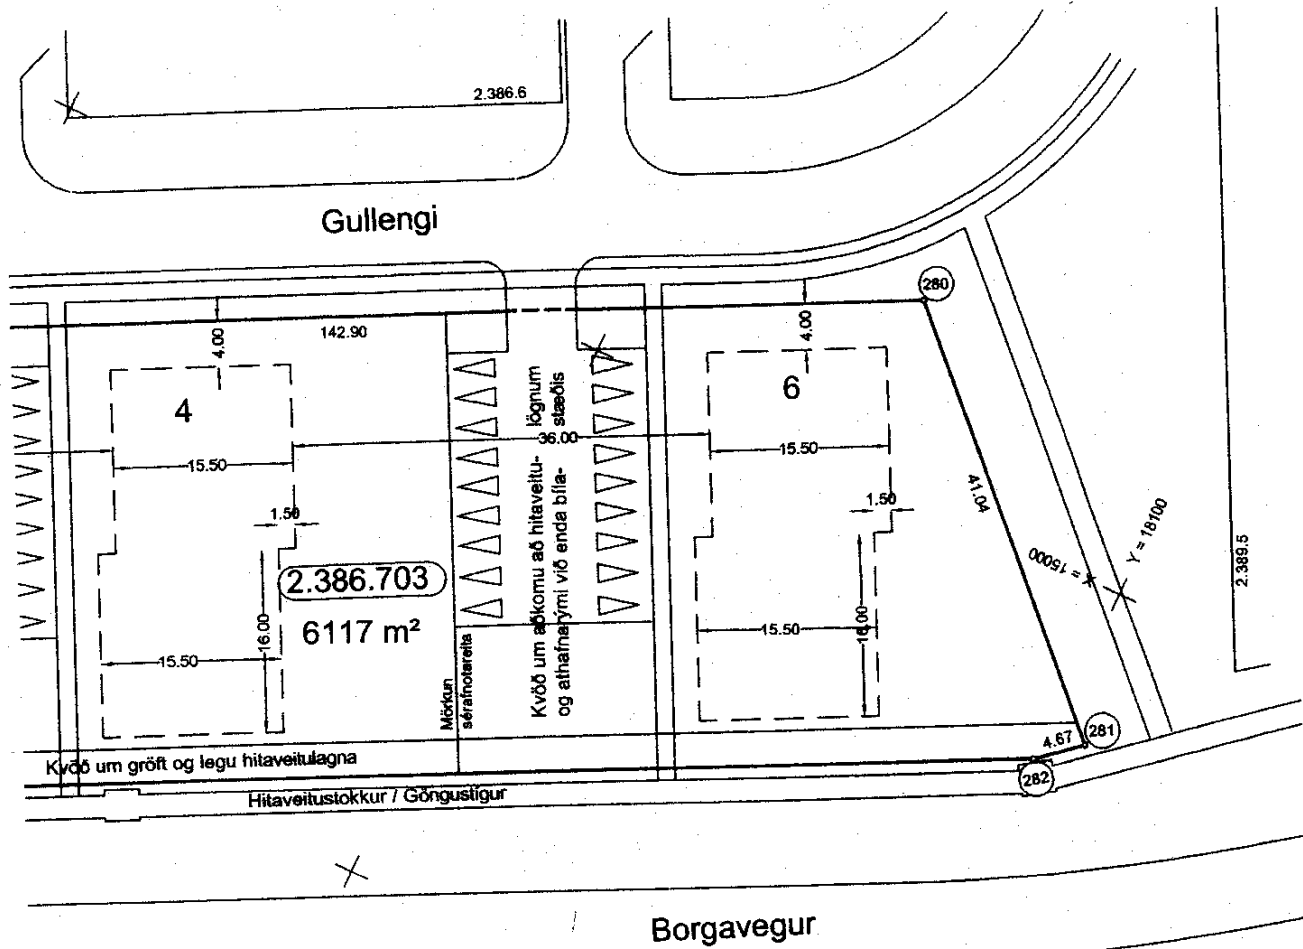 2.386.6
Gullengi
280
142.90
4.00
4.00
4
6
Kvöð um aðkomu að hitaveitu- lögnum
og athafnarými við enda bíla- stæðis
36.00
15.50
15.50
41.04
1.50
1.50
X = 15000
Y = 18100
2.389.5
2.386.703
6117 m²
16.00
16.00
15.50
15.50
Mörkun
sérafnotareita
4.67
281
Kvöð um gröft og legu hitaveitulagna
282
Hitaveitustokkur / Göngustígur
Borgavegur